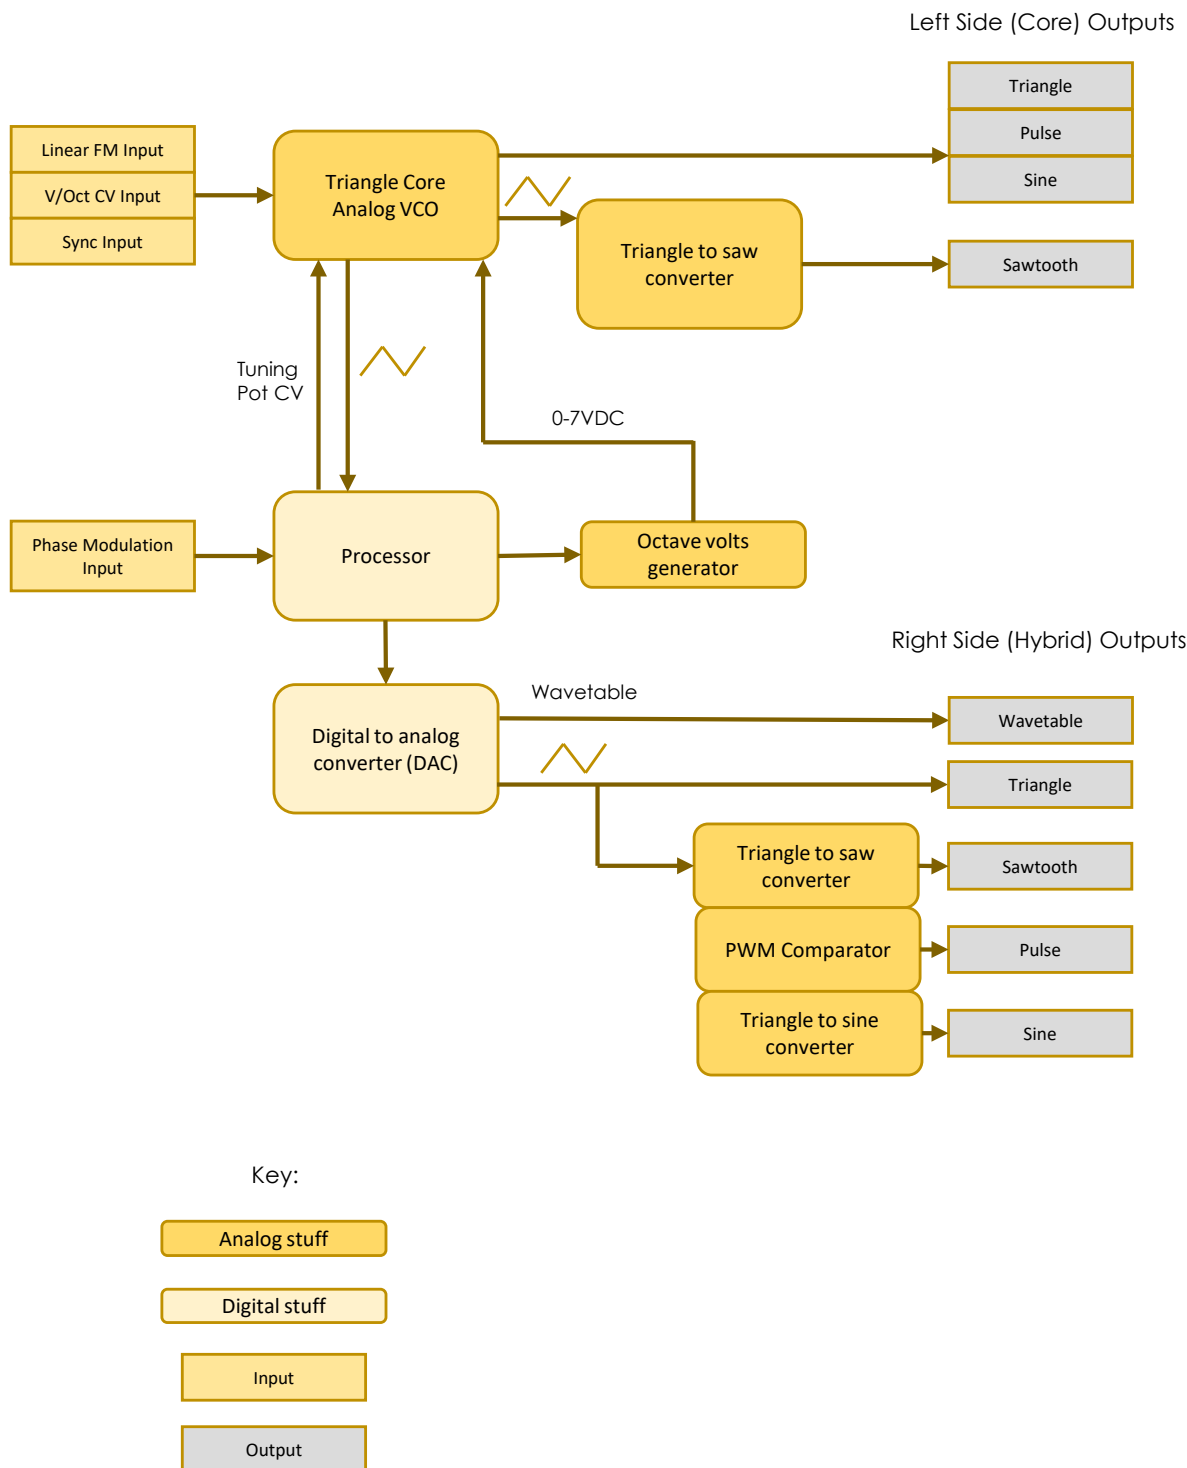 Left Side (Core) Outputs
Triangle
Pulse
Sine
Sawtooth
Linear FM Input
V/Oct CV Input
Sync Input
Triangle Core
Analog VCO
Triangle to saw
converter
Tuning
Pot CV
0-7VDC
Phase Modulation
Input
Processor
Octave volts
generator
Right Side (Hybrid) Outputs
Digital to analog
converter (DAC)
Wavetable
Wavetable
Triangle
Triangle to saw
converter
Sawtooth
PWM Comparator
Pulse
Triangle to sine
converter
Sine
Key:
Analog stuff
Digital stuff
Input
Output